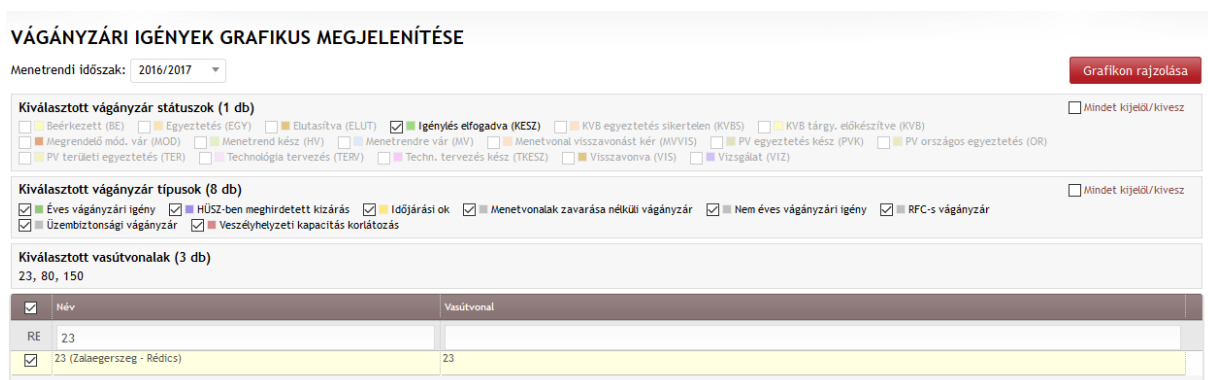 VÁGÁNYZÁRI IGÉNYEK GRAFIKUS MEGJELENÍTÉSE
Menetrendi időszak: 2016/2017
Grafikon rajzolása
Kiválasztott vágányzár státuszok (1 db)
Mindet kijelöl/kivesz
Beérkezett (BE) Egyeztetés (EGY) Elutasítva (ELUT) Igénylés elfogadva (KESZ) KVB egyeztetés sikertelen (KVBS) KVB tárgy. előkészítve (KVB)
Megrendelő mód. vár (MOD) Menetrend kész (HV) Menetrendre vár (MV) Menetvonal visszavonást kér (MVVIS) PV egyeztetés kész (PVK) PV országos egyeztetés (OR)
PV területi egyeztetés (TER) Technológia tervezés (TERV) Techn. tervezés kész (TKESZ) Visszavonva (VIS) Vizsgálat (VIZ)
Kiválasztott vágányzár típusok (8 db)
Mindet kijelöl/kivesz
Éves vágányzári igény HÜSZ-ben meghirdetett kizárás Időjárási ok Menetvonalak zavarása nélküli vágányzár Nem éves vágányzári igény RFC-s vágányzár
Üzembiztonsági vágányzár Veszélyhelyzeti kapacitás korlátozás
Kiválasztott vasútvonalak (3 db)
23, 80, 150
Név Vasútvonal
RE 23
23 (Zalaegerszeg - Rédics) 23